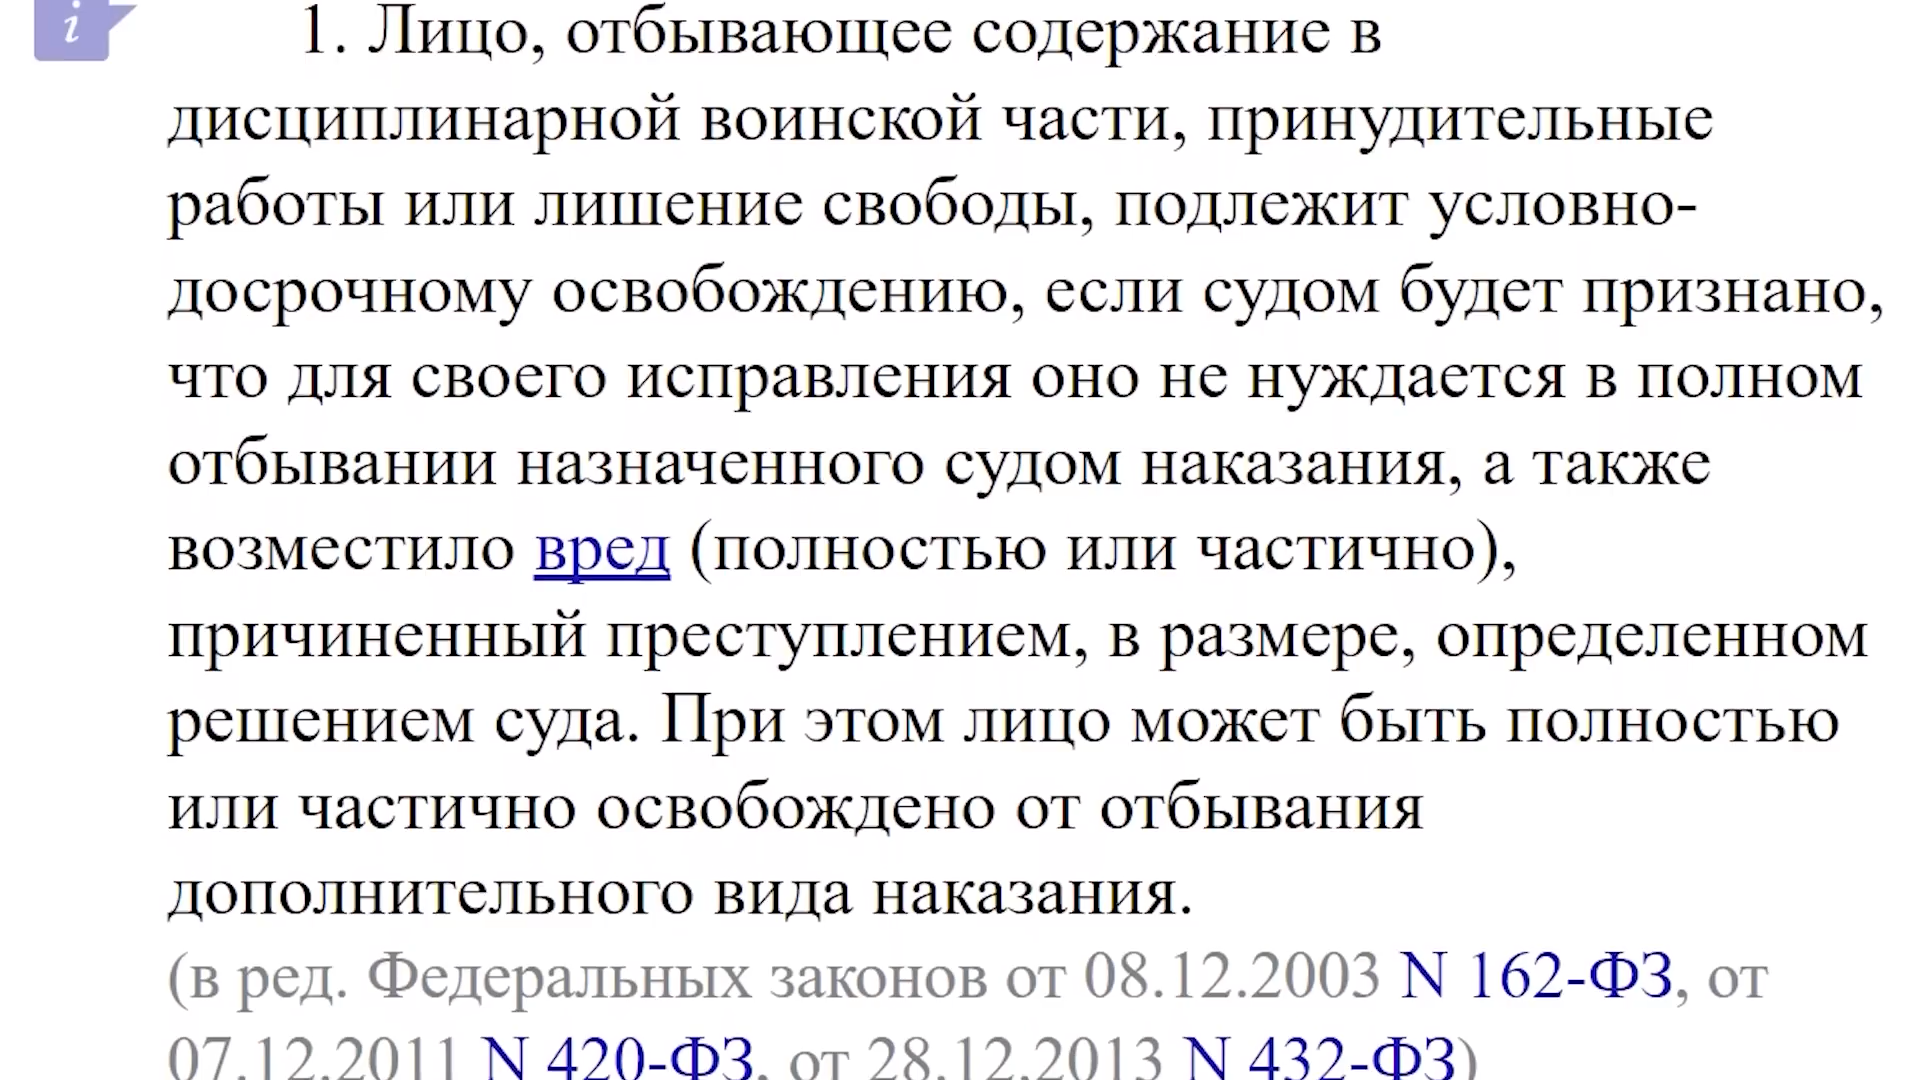 i
1. Лицо, отбывающее содержание в
дисциплинарной воинской части, принудительные
работы или лишение свободы, подлежит условно-
досрочному освобождению, если судом будет признано,
что для своего исправления оно не нуждается в полном
отбывании назначенного судом наказания, а также
возместило вред (полностью или частично),
причиненный преступлением, в размере, определенном
решением суда. При этом лицо может быть полностью
или частично освобождено от отбывания
дополнительного вида наказания.
(в ред. Федеральных законов от 08.12.2003 N 162-ФЗ, от
07.12.2011 N 420-ФЗ, от 28.12.2013 N 432-ФЗ)